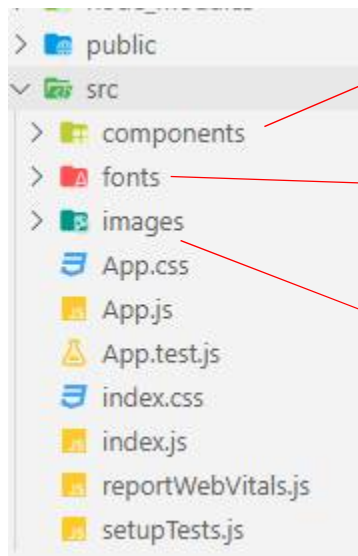 public
src
components
fonts
images
App.css
App.js
App.test.js
index.css
index.js
reportWebVitals.js
setupTests.js